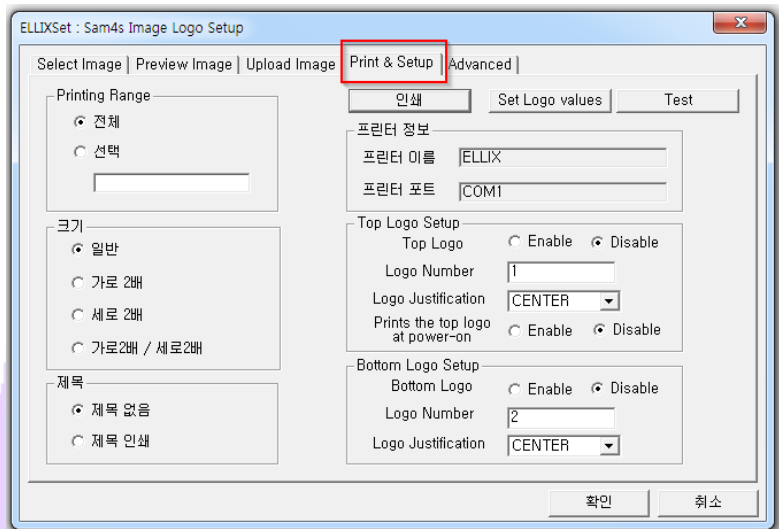 ELLIXSet : Sam4s Image Logo Setup
Select Image
Preview Image
Upload Image
Print & Setup
Advanced
Printing Range
전체
선택
크기
일반
가로 2배
세로 2배
가로2배 / 세로2배
제목
제목 없음
제목 인쇄
인쇄
Set Logo values
Test
프린터 정보
프린터 이름 ELLIX
프린터 포트 COM1
Top Logo Setup
Top Logo Enable Disable
Logo Number 1
Logo Justification CENTER
Prints the top logo
at power-on Enable Disable
Bottom Logo Setup
Bottom Logo Enable Disable
Logo Number 2
Logo Justification CENTER
확인
취소